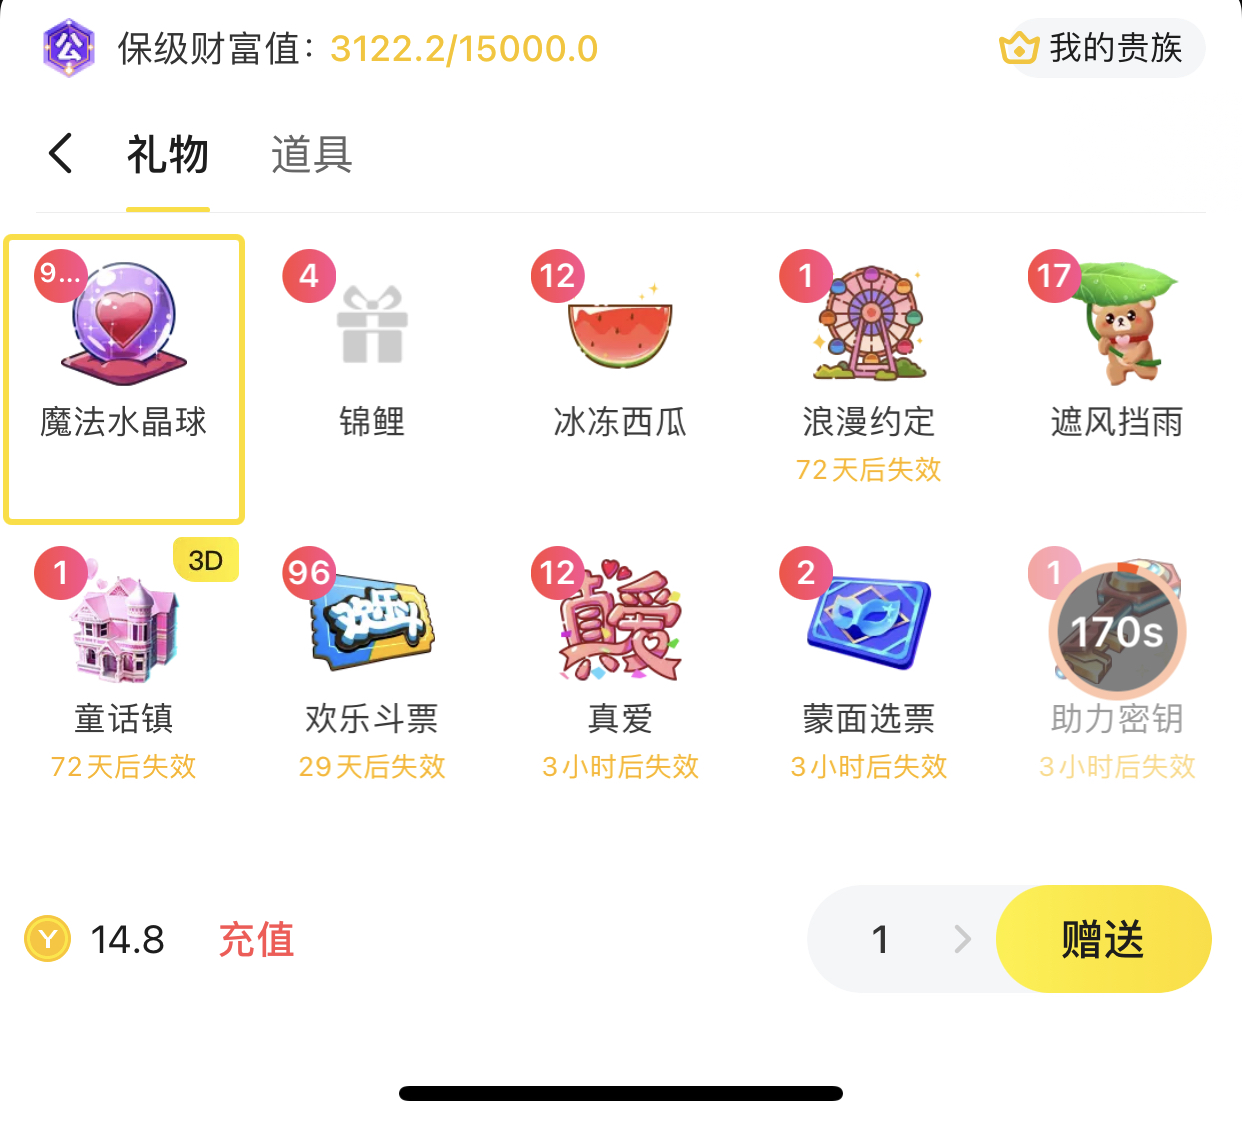 公 保级财富值：3122.2/15000.0 我的贵族
礼物 道具
9... 4 12 1 17
魔法水晶球 锦鲤 冰冻西瓜 浪漫约定 遮风挡雨
72天后失效
1 3D 96 欢乐斗 12 真爱 2 1 170s
童话镇 欢乐斗票 真爱 蒙面选票 助力密钥
72天后失效 29天后失效 3小时后失效 3小时后失效 3小时后失效
Y 14.8 充值 1 赠送